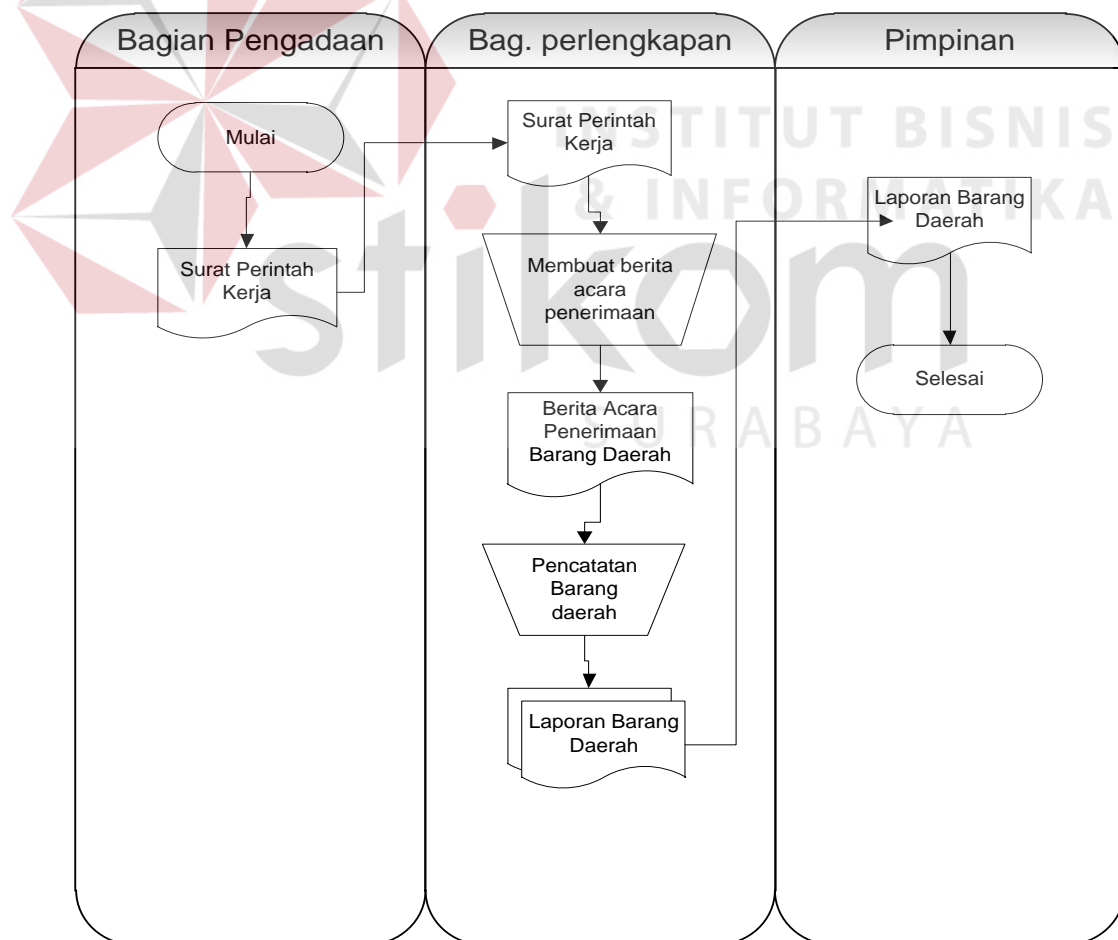 Bagian Pengadaan
Bag. perlengkapan
Pimpinan
Mulai
Surat Perintah
Kerja
Surat Perintah
Kerja
Membuat berita
acara
penerimaan
Berita Acara
Penerimaan
Barang Daerah
Pencatatan
Barang
daerah
Laporan Barang
Daerah
Laporan Barang
Daerah
Selesai
INSTITUT BISNIS
& INFORMATIKA
stikom
SURABAYA